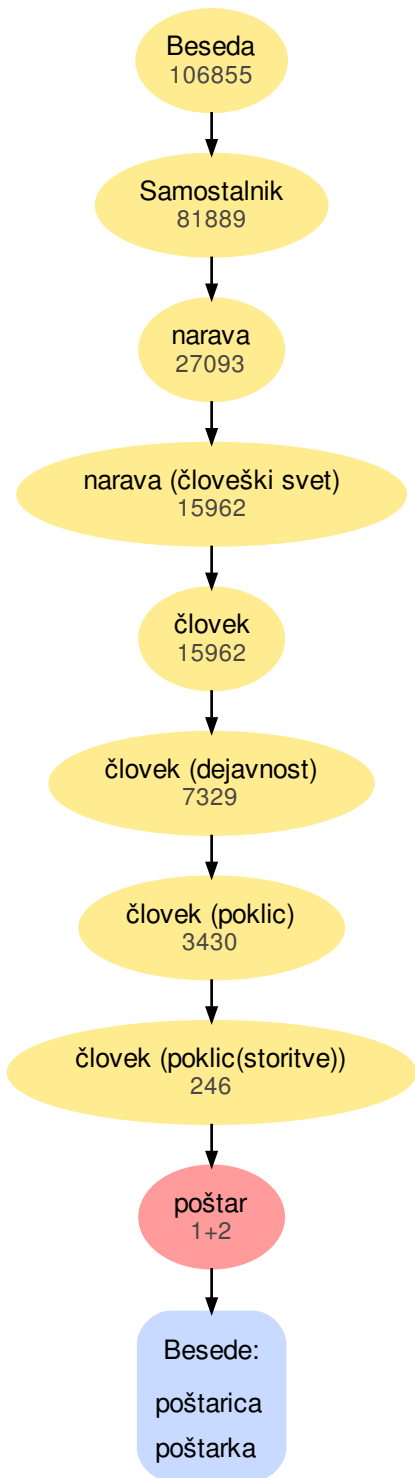 Beseda
106855
Samostalnik
81889
narava
27093
narava (človeški svet)
15962
človek
15962
človek (dejavnost)
7329
človek (poklic)
3430
človek (poklic(storitve))
246
poštar
1+2
Besede:
poštarica
poštarka